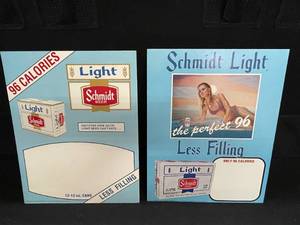 96 CALORIES
Light
Schmidt
BEER
Light
Schmidt
12-12 oz. CANS
LESS FILLING
Schmidt Light
the perfect 96
Less Filling
ONLY 96 CALORIES
Light
Schmidt